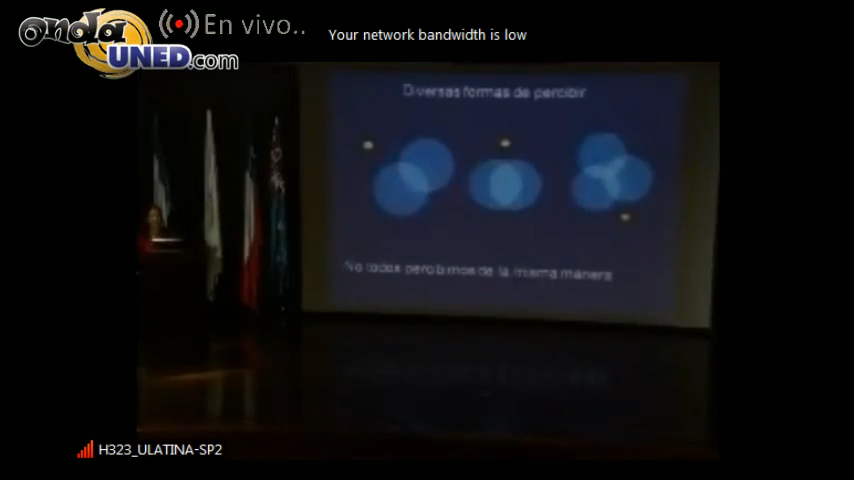 onda
UNED.com
En vivo..
Your network bandwidth is low
Diversas formas de percibir
No todos percibimos de la misma manera
H323_ULATINA-SP2